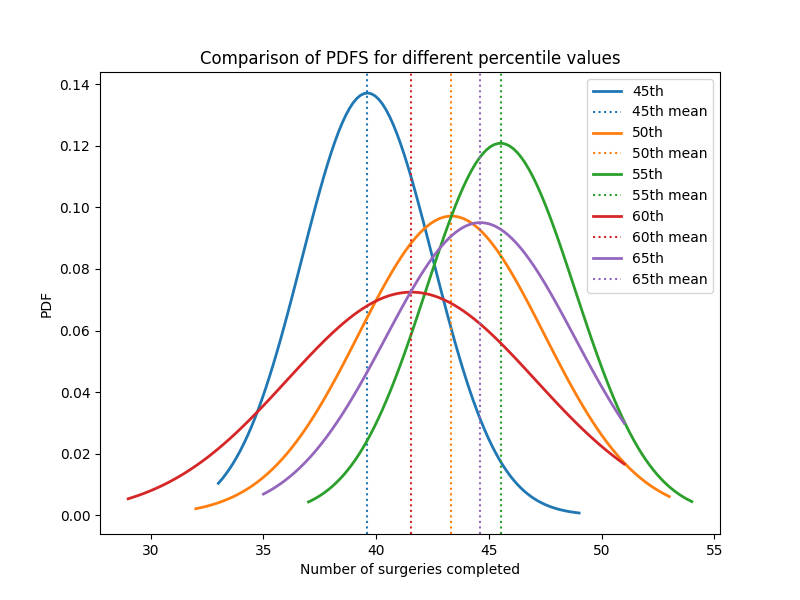 Comparison of PDFS for different percentile values
0.14
0.12
0.10
0.08
0.06
0.04
0.02
0.00
PDF
30 35 40 45 50 55
Number of surgeries completed
45th
45th mean
50th
50th mean
55th
55th mean
60th
60th mean
65th
65th mean